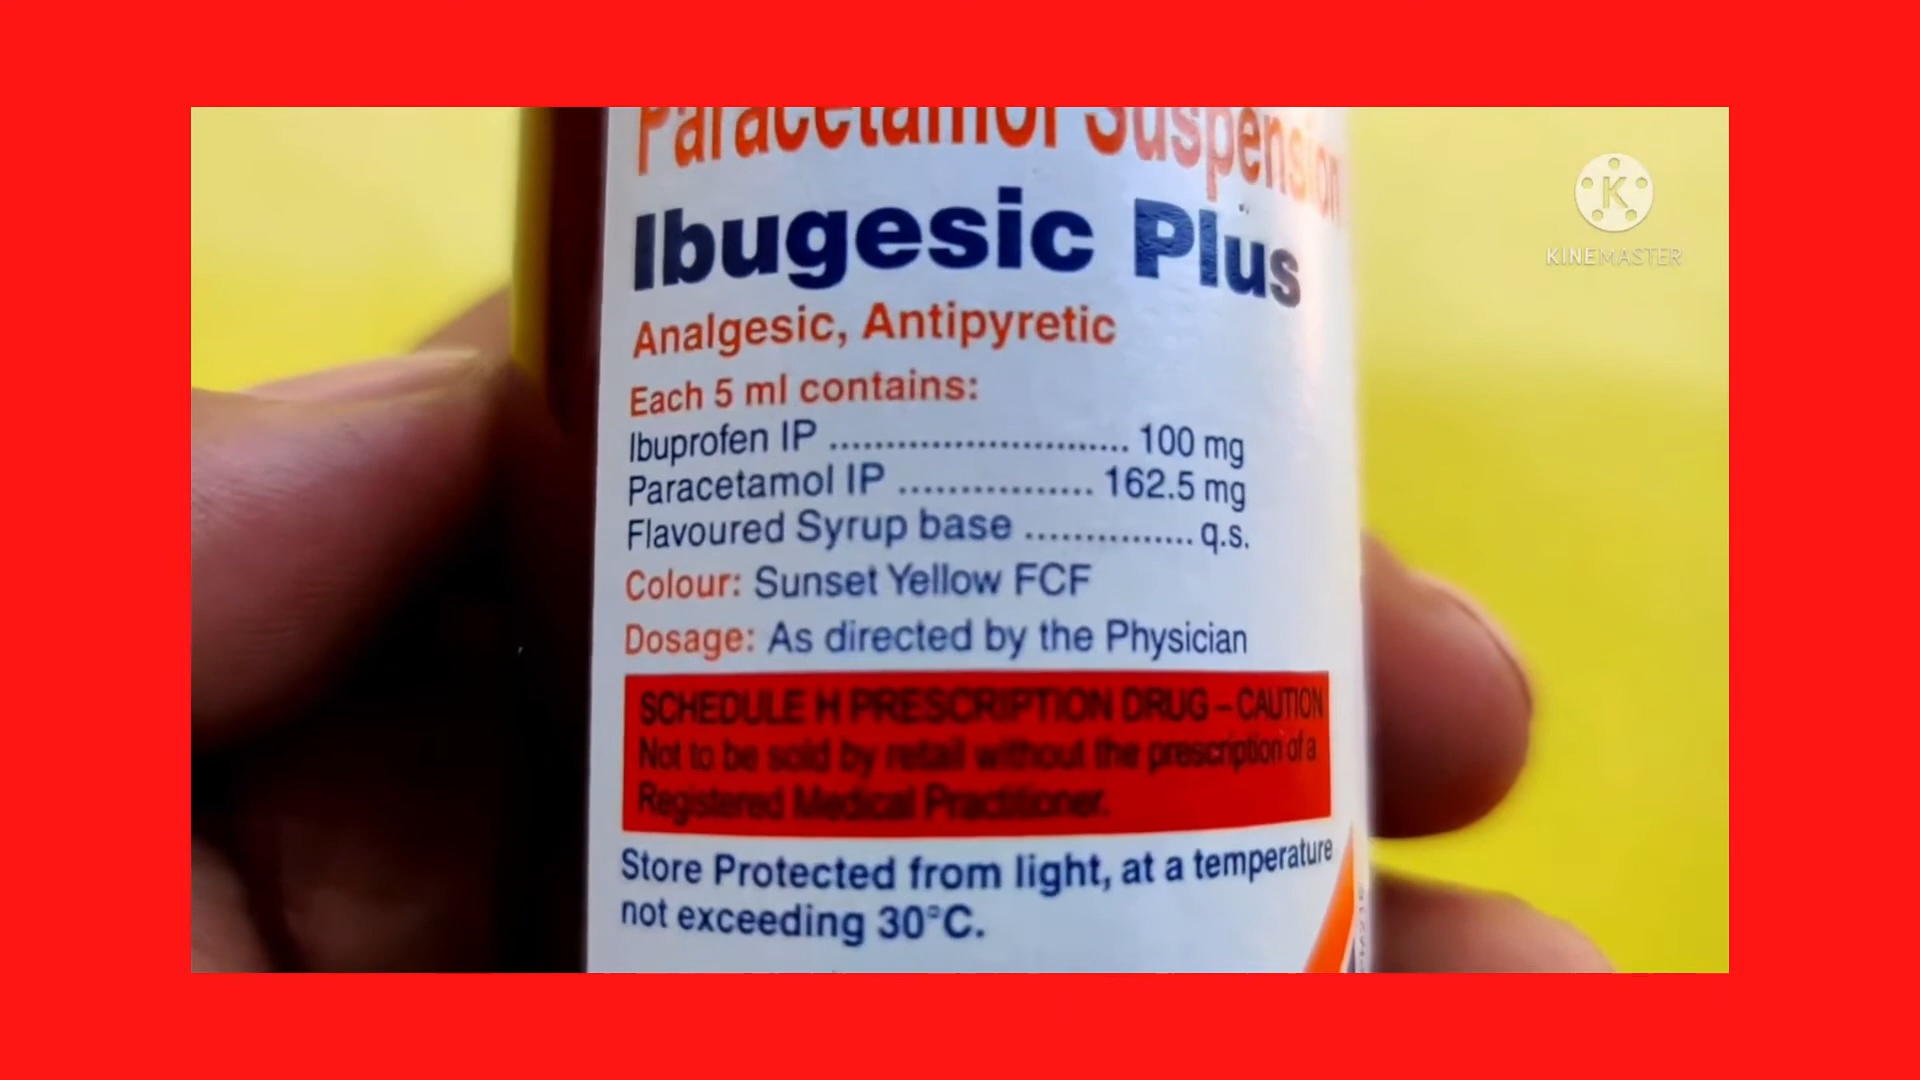 Paracetamol Suspension
Ibugesic Plus
Analgesic, Antipyretic
Each 5 ml contains:
Ibuprofen IP ............................ 100 mg
Paracetamol IP ................ 162.5 mg
Flavoured Syrup base ............... q.s.
Colour: Sunset Yellow FCF
Dosage: As directed by the Physician
SCHEDULE H PRESCRIPTION DRUG – CAUTION
Not to be sold by retail without the prescription of a
Registered Medical Practitioner.
Store Protected from light, at a temperature
not exceeding 30°C.
K
KINEMASTER